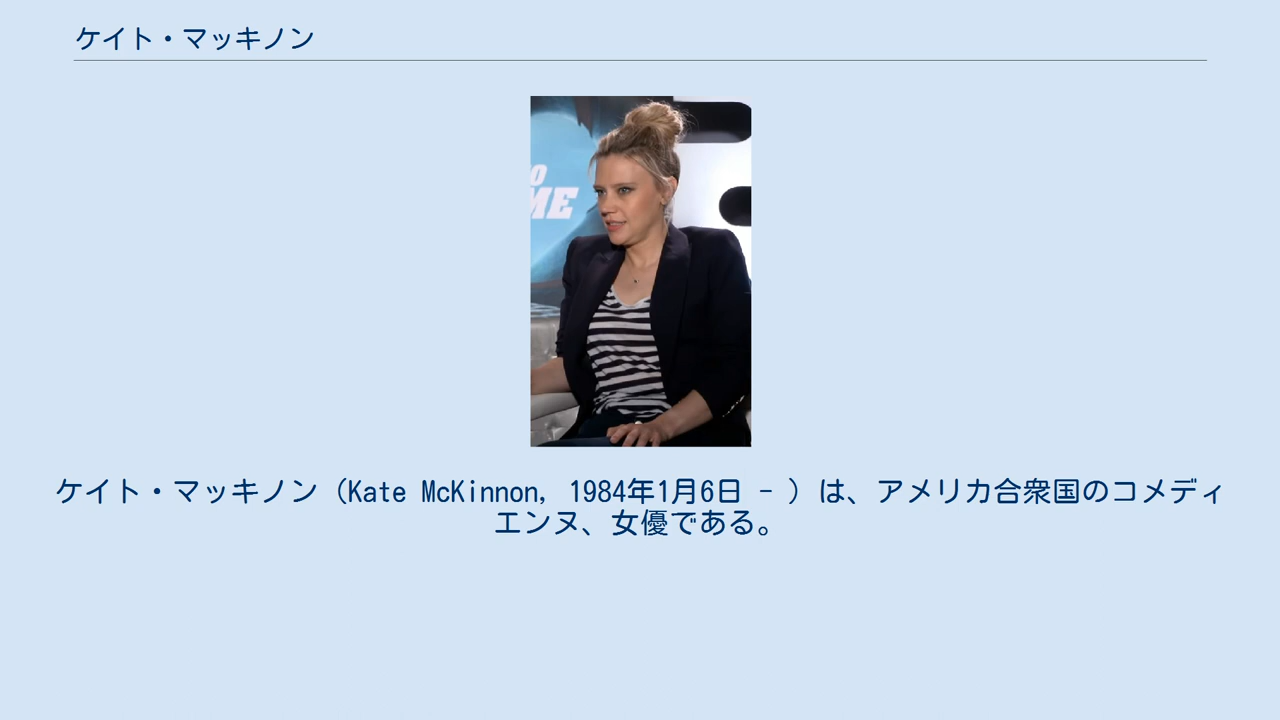 ケイト・マッキノン
O
ME
ケイト・マッキノン（Kate McKinnon, 1984年1月6日 - ）は、アメリカ合衆国のコメディ
エンヌ、女優である。